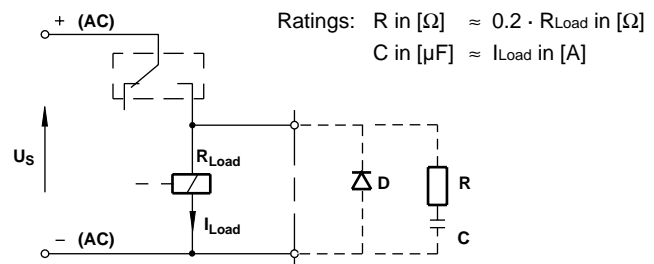 Ratings: R in [Ω] ≈ 0.2 · RLoad in [Ω]
C in [µF] ≈ ILoad in [A]
+ (AC)
US
RLoad
D
R
ILoad
C
− (AC)